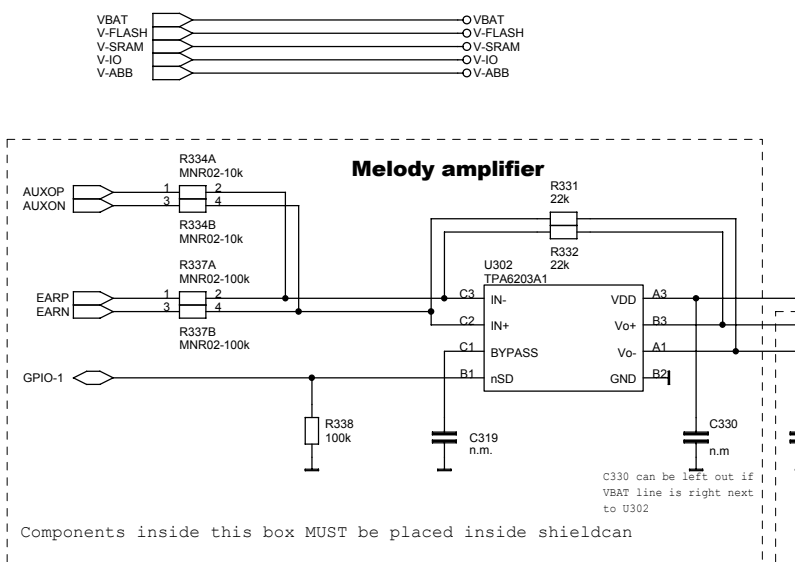 VBAT VBAT
V-FLASH V-FLASH
V-SRAM V-SRAM
V-IO V-IO
V-ABB V-ABB
Melody amplifier
R334A
MNR02-10k
AUXOP 1 2
AUXON 3 4
R334B
MNR02-10k
R331
22k
R332
22k
R337A
MNR02-100k
EARP 1 2
EARN 3 4
R337B
MNR02-100k
U302
TPA6203A1
C3 IN- VDD A3
C2 IN+ Vo+ B3
C1 BYPASS Vo- A1
B1 nSD GND B2
GPIO-1
R338
100k
C319
n.m.
C330
n.m
C330 can be left out if
VBAT line is right next
to U302
Components inside this box MUST be placed inside shieldcan